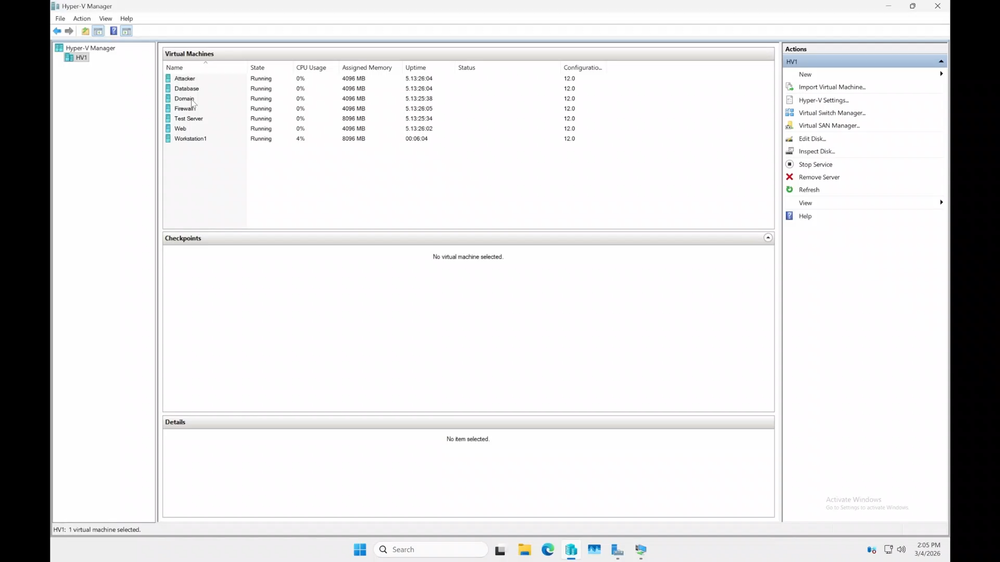 Hyper-V Manager
File Action View Help
Hyper-V Manager
HV1
Virtual Machines
Name State CPU Usage Assigned Memory Uptime Status Configuratio...
Attacker Running 0% 4096 MB 5.13:26:04 12.0
Database Running 0% 4096 MB 5.13:26:04 12.0
Domain Running 0% 4096 MB 5.13:25:38 12.0
Firewall Running 0% 4096 MB 5.13:26:05 12.0
Test Server Running 0% 8096 MB 5.13:25:34 12.0
Web Running 0% 4096 MB 5.13:26:02 12.0
Workstation1 Running 4% 8096 MB 00:06:04 12.0
Checkpoints
No virtual machine selected.
Details
No item selected.
Actions
HV1
New
Import Virtual Machine...
Hyper-V Settings...
Virtual Switch Manager...
Virtual SAN Manager...
Edit Disk...
Inspect Disk...
Stop Service
Remove Server
Refresh
View
Help
Activate Windows
Go to Settings to activate Windows.
HV1: 1 virtual machine selected.
Search
2:05 PM
3/4/2026